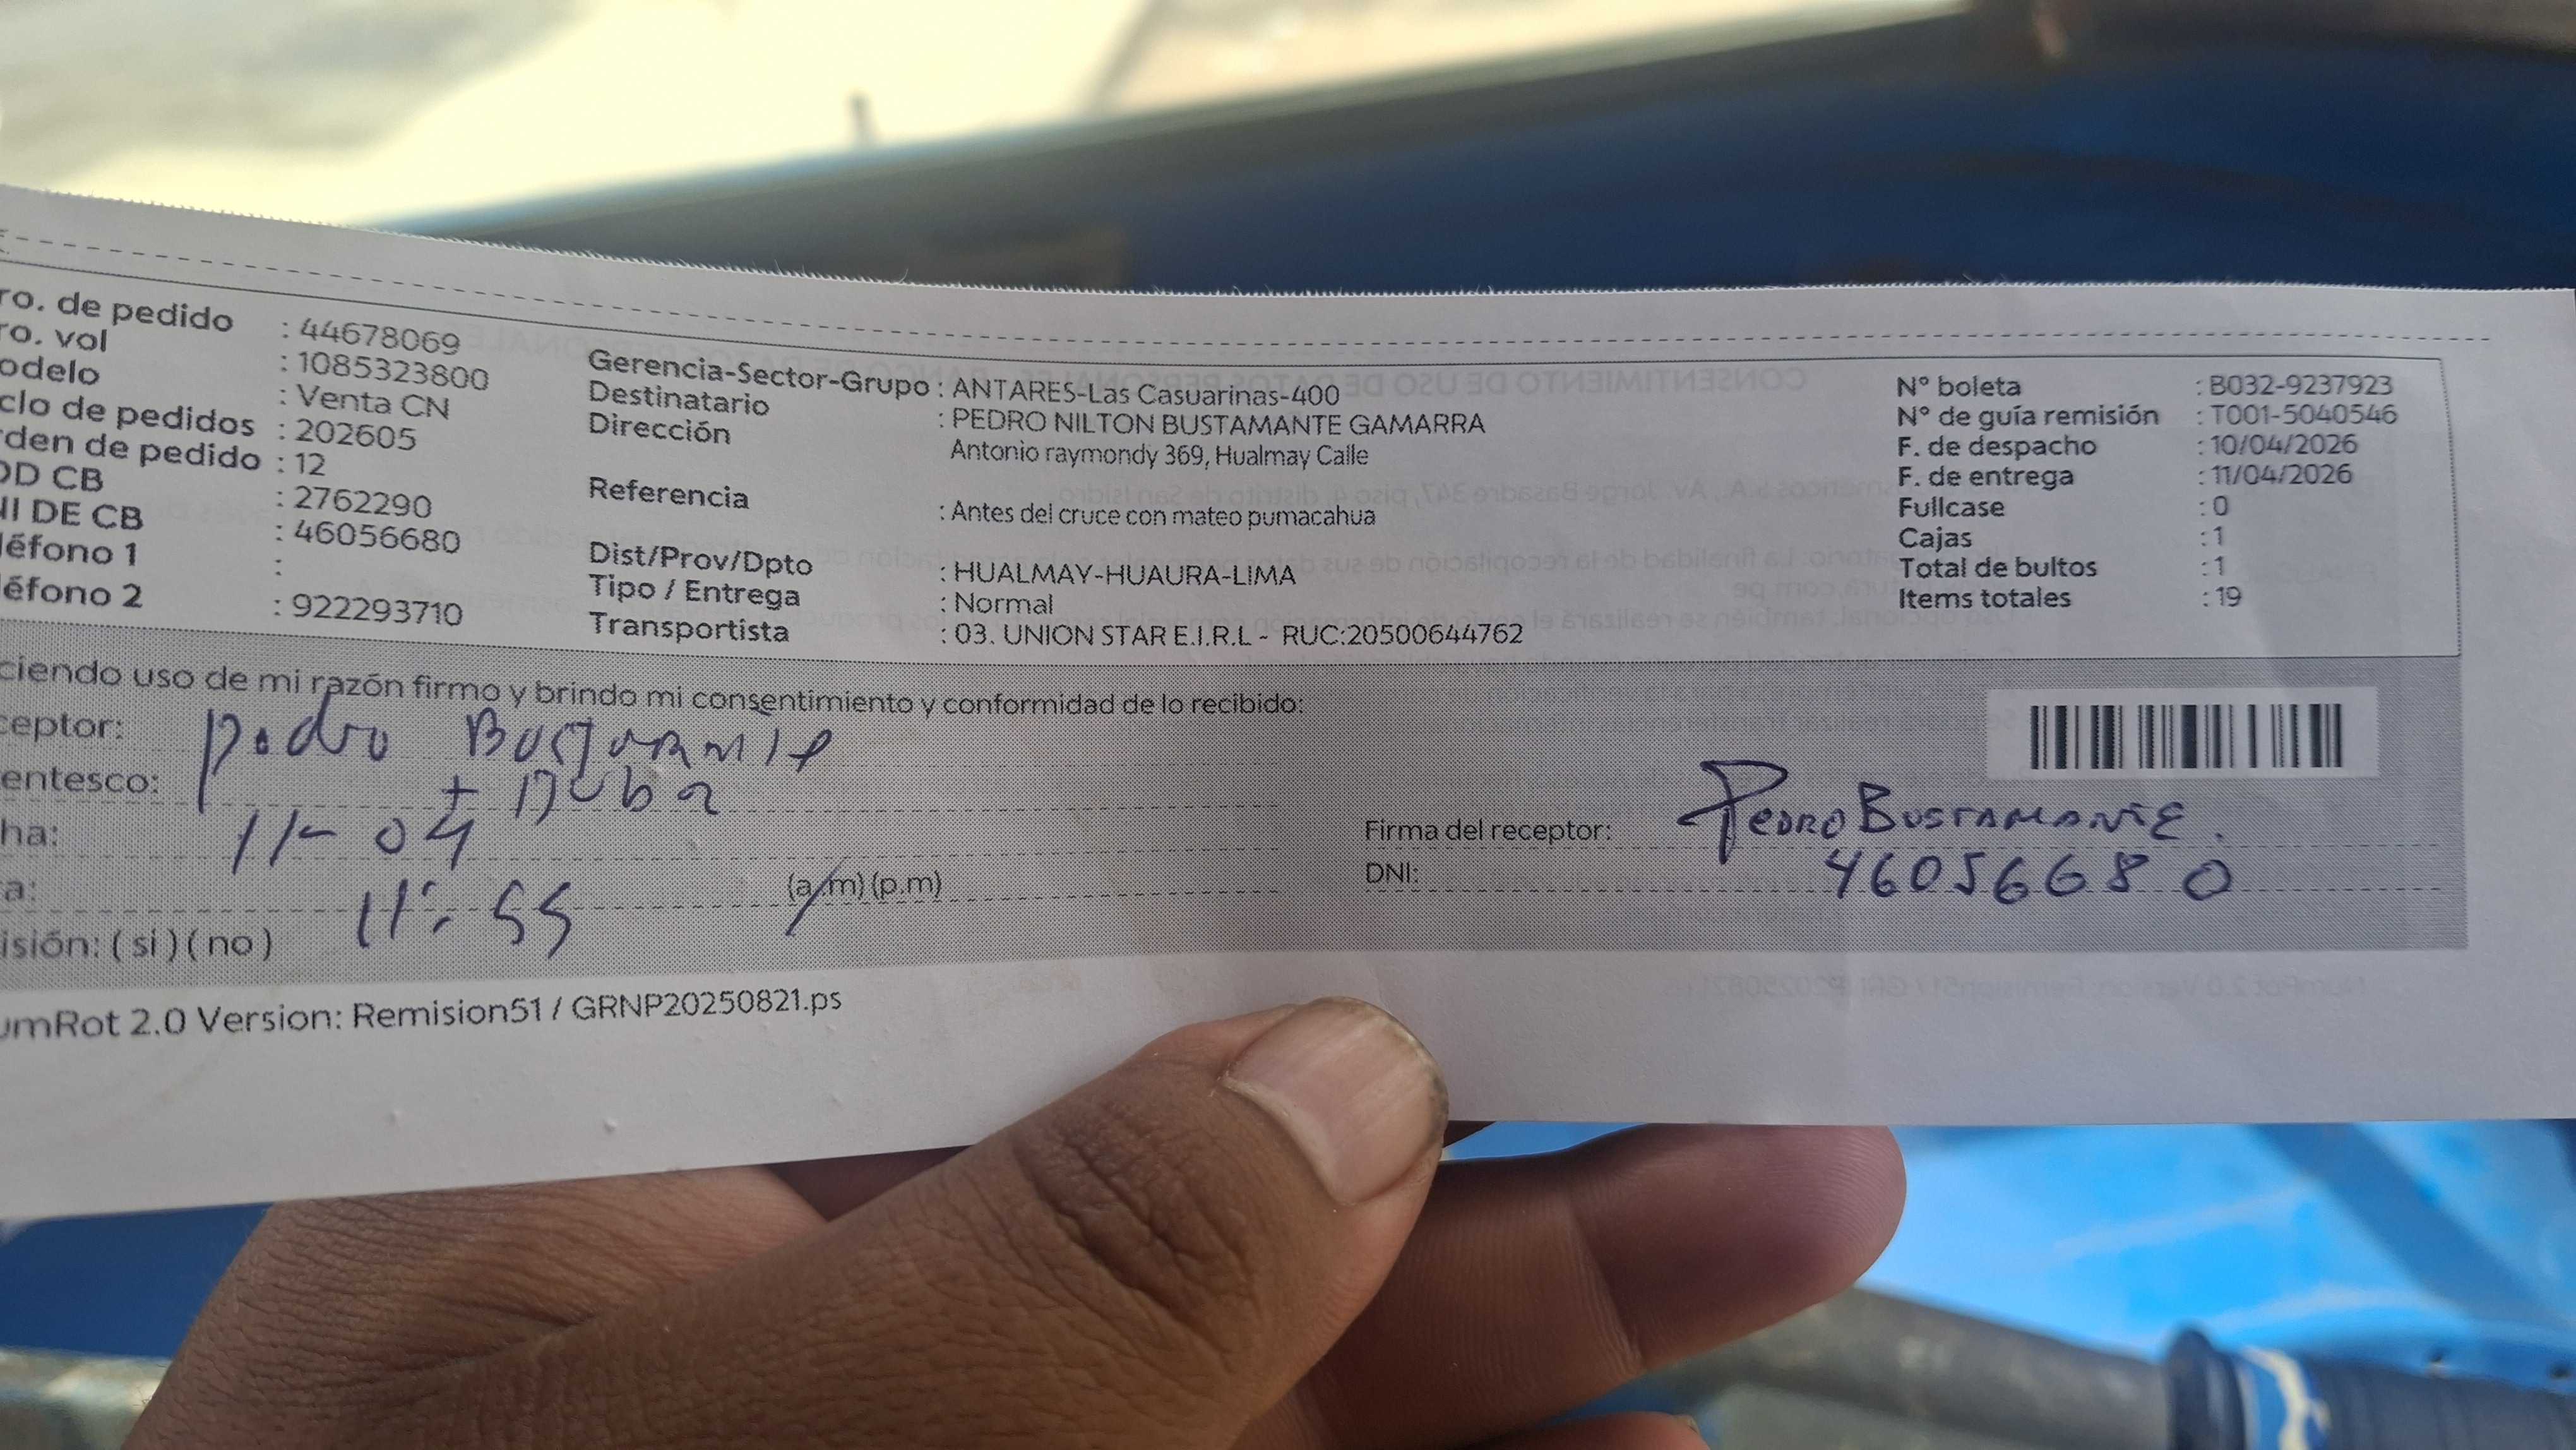 ro. de pedido : 44678069
ro. vol : 1085323800
odelo : Venta CN
clo de pedidos : 202605
rden de pedido : 12
OD CB : 2762290
NI DE CB : 46056680
léfono 1 :
léfono 2 : 922293710
Gerencia-Sector-Grupo : ANTARES-Las Casuarinas-400
Destinatario : PEDRO NILTON BUSTAMANTE GAMARRA
Dirección Antonio raymondy 369, Hualmay Calle
Referencia : Antes del cruce con mateo pumacahua
Dist/Prov/Dpto : HUALMAY-HUAURA-LIMA
Tipo / Entrega : Normal
Transportista : 03. UNION STAR E.I.R.L - RUC:20500644762
N° boleta : B032-9237923
N° de guía remisión : T001-5040546
F. de despacho : 10/04/2026
F. de entrega : 11/04/2026
Fullcase : 0
Cajas : 1
Total de bultos : 1
Items totales : 19
ciendo uso de mi razón firmo y brindo mi consentimiento y conformidad de lo recibido:
ceptor: Pedro Bustamante
entesco:
ha: 11-04
a: 11:55 (a.m) (p.m)
isión: ( si ) ( no )
Firma del receptor: PEDRO BUSTAMANTE.
DNI: 46056680
umRot 2.0 Version: Remision51 / GRNP20250821.ps